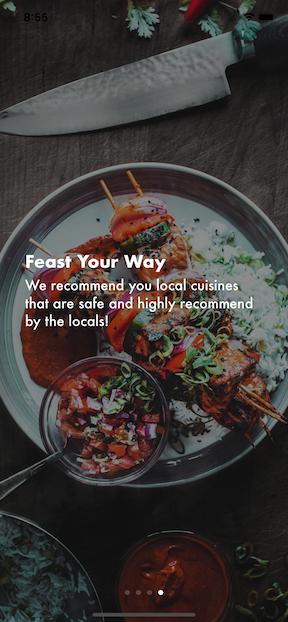 8:55
Feast Your Way
We recommend you local cuisines
that are safe and highly recommend
by the locals!